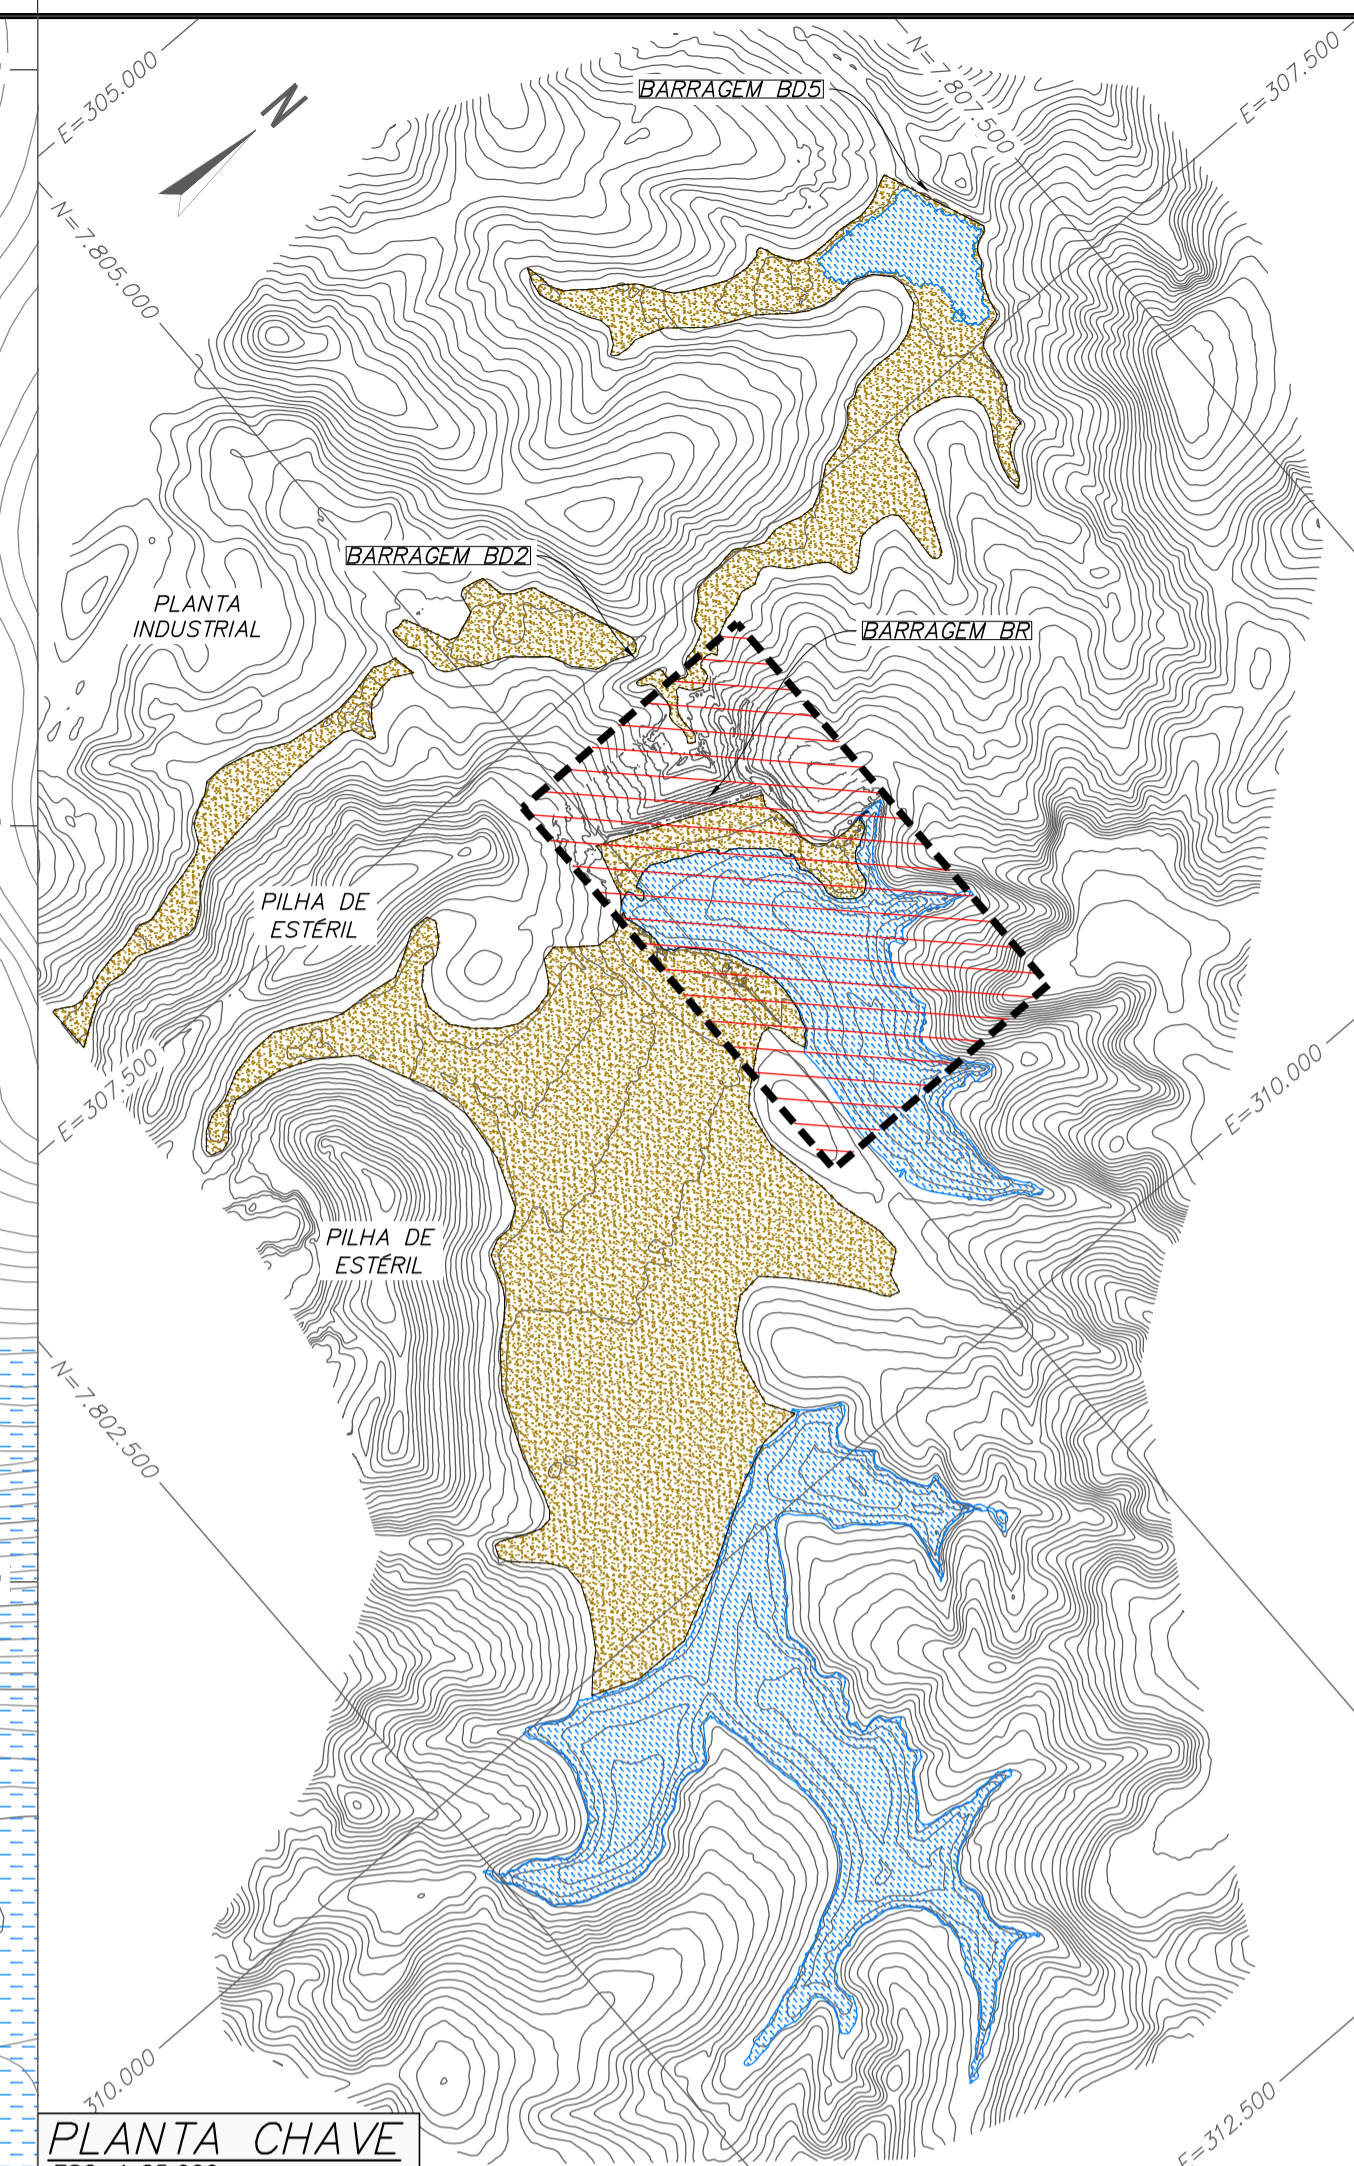 E=305.000
N
BARRAGEM BD5
N=7.807.500
E=307.500
N=7.805.000
BARRAGEM BD2
PLANTA
INDUSTRIAL
BARRAGEM BR
PILHA DE
ESTÉRIL
E=307.500
E=310.000
PILHA DE
ESTÉRIL
N=7.802.500
310.000
E=312.500
PLANTA CHAVE